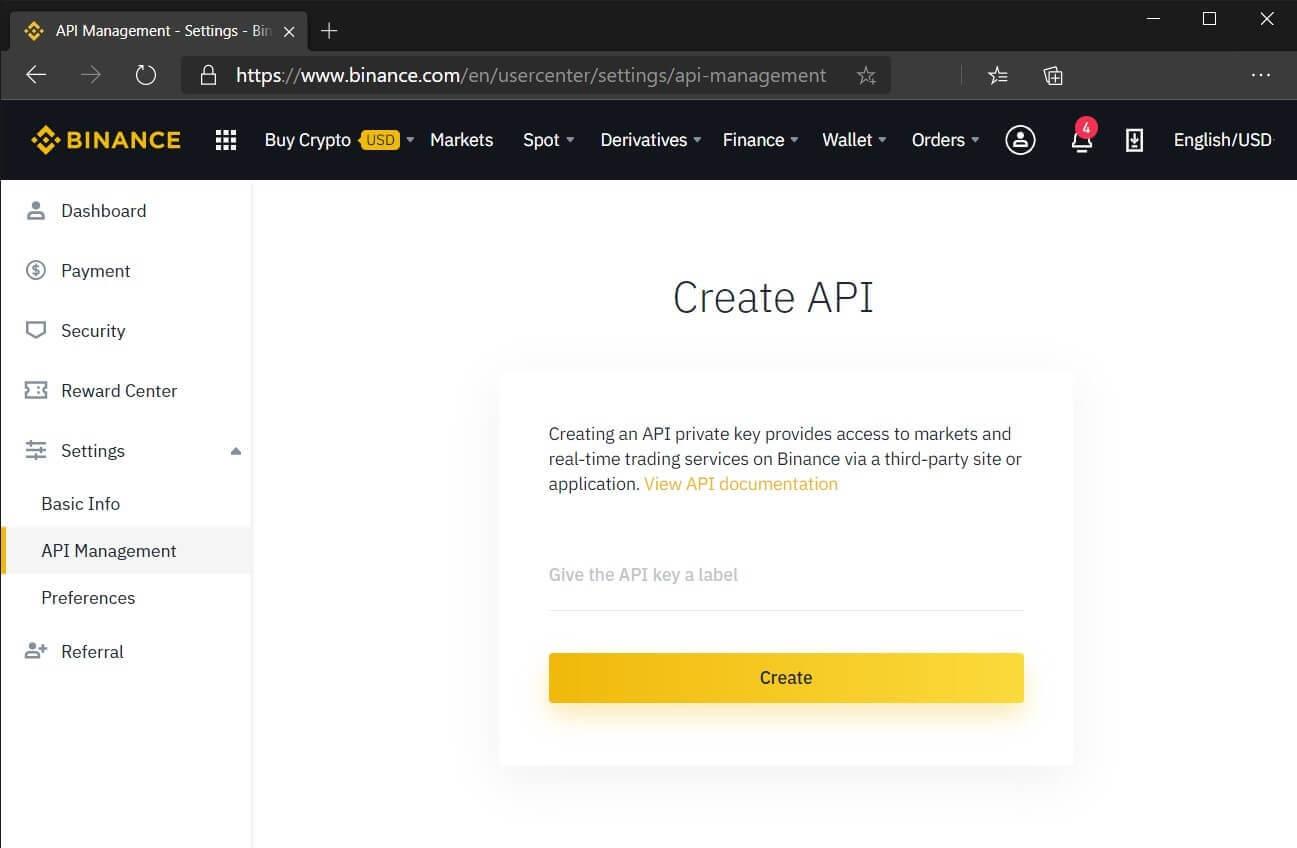 API Management - Settings - Bin
https://www.binance.com/en/usercenter/settings/api-management
BINANCE
Buy Crypto USD Markets Spot Derivatives Finance Wallet Orders 4 English/USD
Dashboard
Payment
Security
Reward Center
Settings
Basic Info
API Management
Preferences
Referral
Create API
Creating an API private key provides access to markets and
real-time trading services on Binance via a third-party site or
application. View API documentation
Give the API key a label
Create